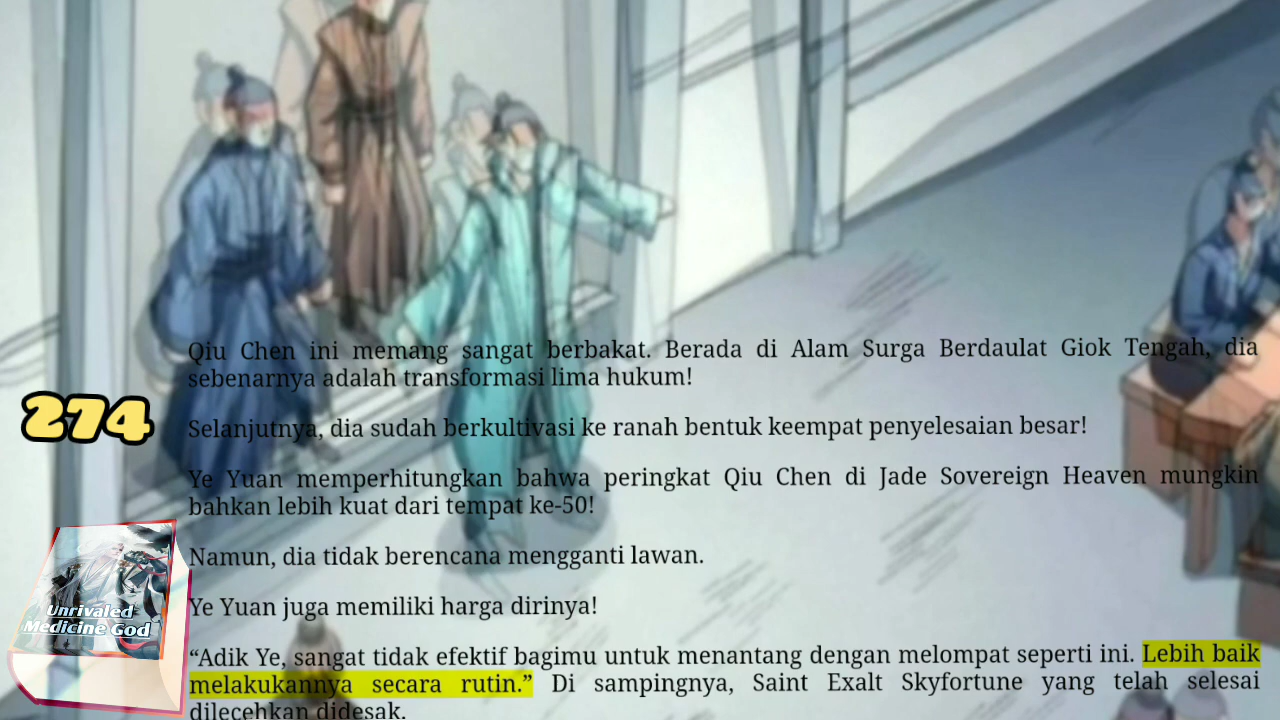 Qiu Chen ini memang sangat berbakat. Berada di Alam Surga Berdaulat Giok Tengah, dia
sebenarnya adalah transformasi lima hukum!
274
Selanjutnya, dia sudah berkultivasi ke ranah bentuk keempat penyelesaian besar!
Ye Yuan memperhitungkan bahwa peringkat Qiu Chen di Jade Sovereign Heaven mungkin
bahkan lebih kuat dari tempat ke-50!
Namun, dia tidak berencana mengganti lawan.
Ye Yuan juga memiliki harga dirinya!
Unrivaled
Medicine God
“Adik Ye, sangat tidak efektif bagimu untuk menantang dengan melompat seperti ini. Lebih baik
melakukannya secara rutin.” Di sampingnya, Saint Exalt Skyfortune yang telah selesai
dilecehkan didesak.